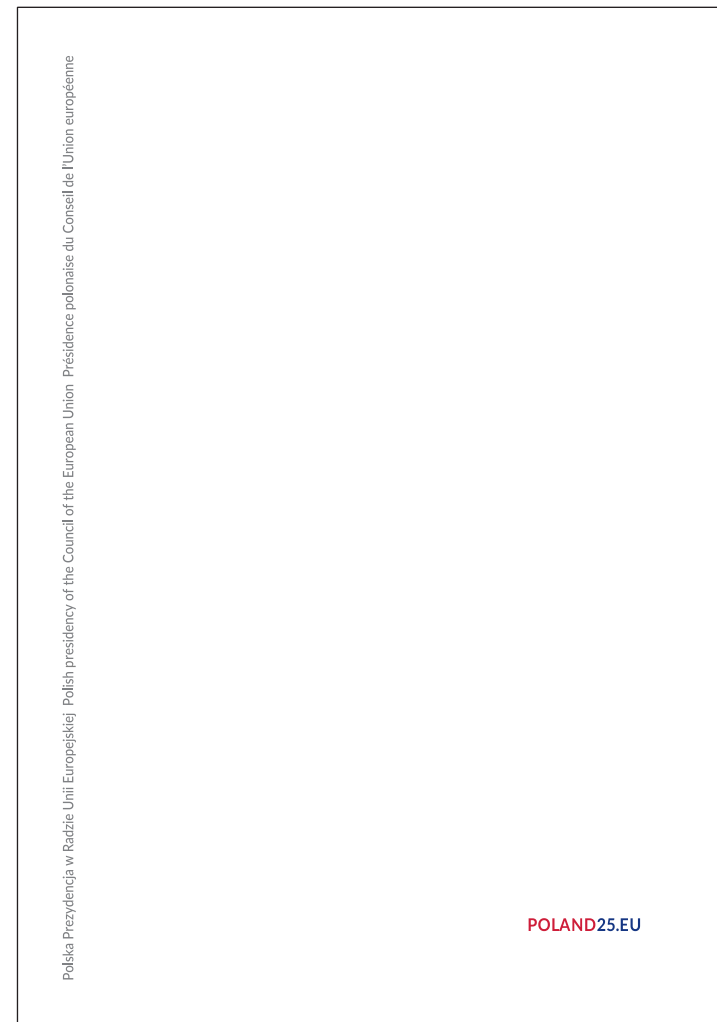 Polska Prezydencja w Radzie Unii Europejskiej Polish presidency of the Council of the European Union Présidence polonaise du Conseil de l'Union européenne
POLAND25.EU